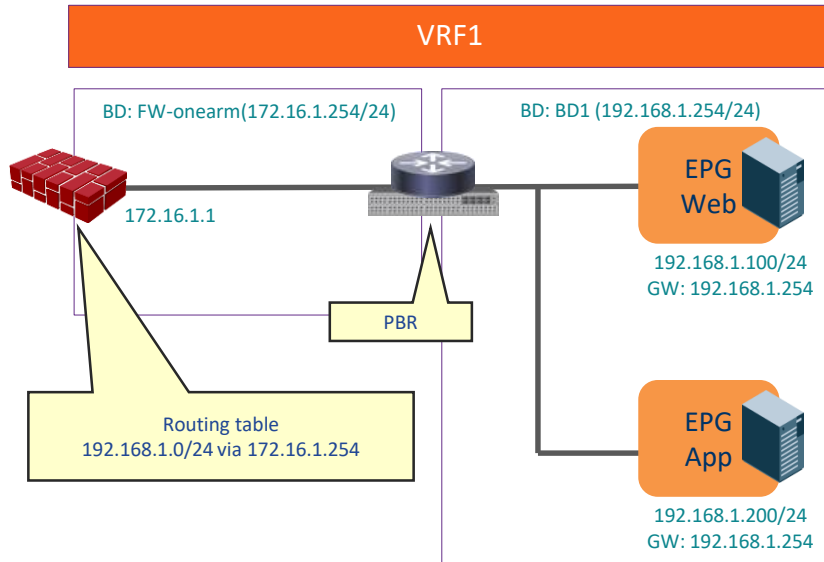 VRF1
BD: FW-onearm(172.16.1.254/24)
BD: BD1 (192.168.1.254/24)
172.16.1.1
EPG
Web
192.168.1.100/24
GW: 192.168.1.254
PBR
Routing table
192.168.1.0/24 via 172.16.1.254
EPG
App
192.168.1.200/24
GW: 192.168.1.254